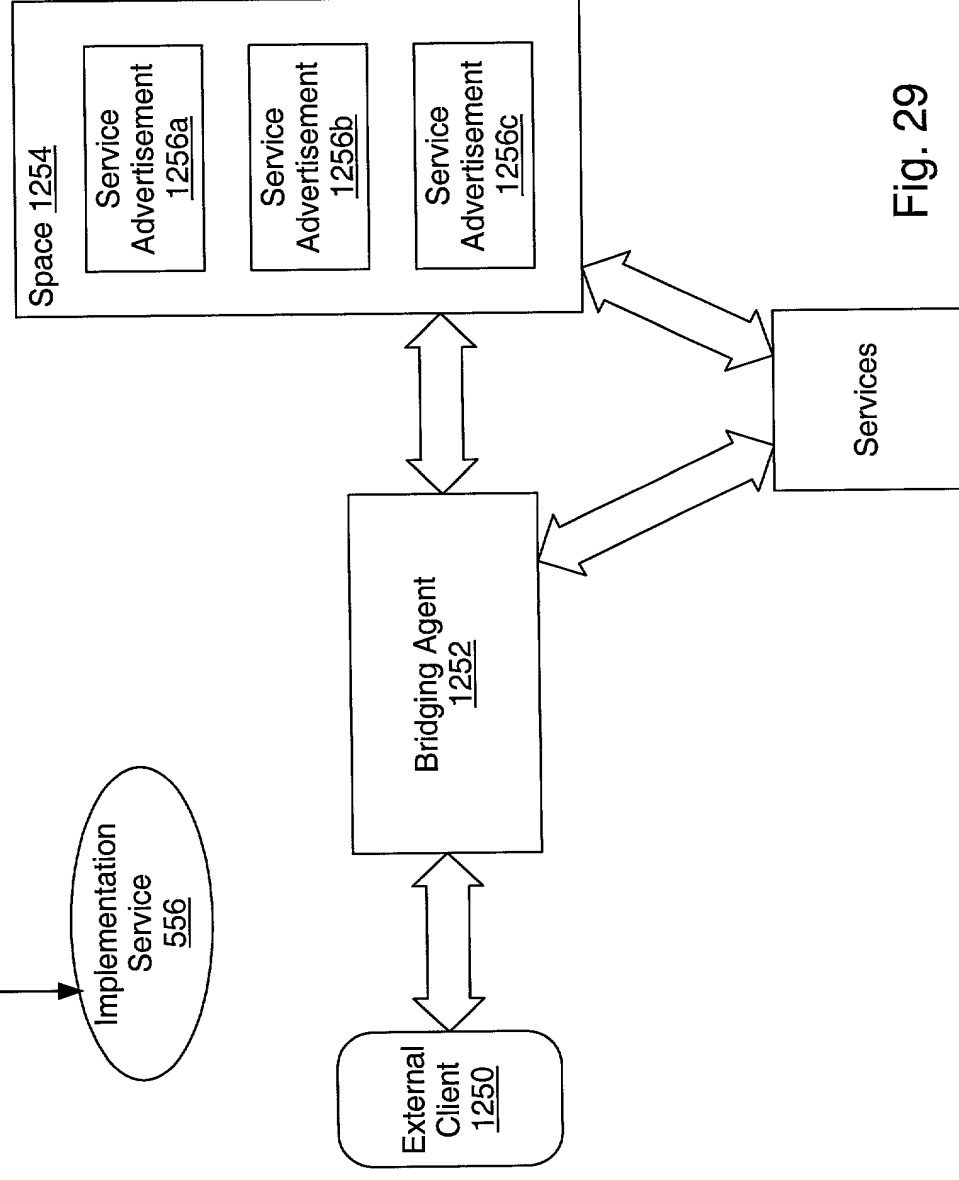 Implementation
Service
556
Space 1254
Service
Advertisement
1256a
Service
Advertisement
1256b
Service
Advertisement
1256c
External
Client
1250
Bridging Agent
1252
Services
Fig. 29